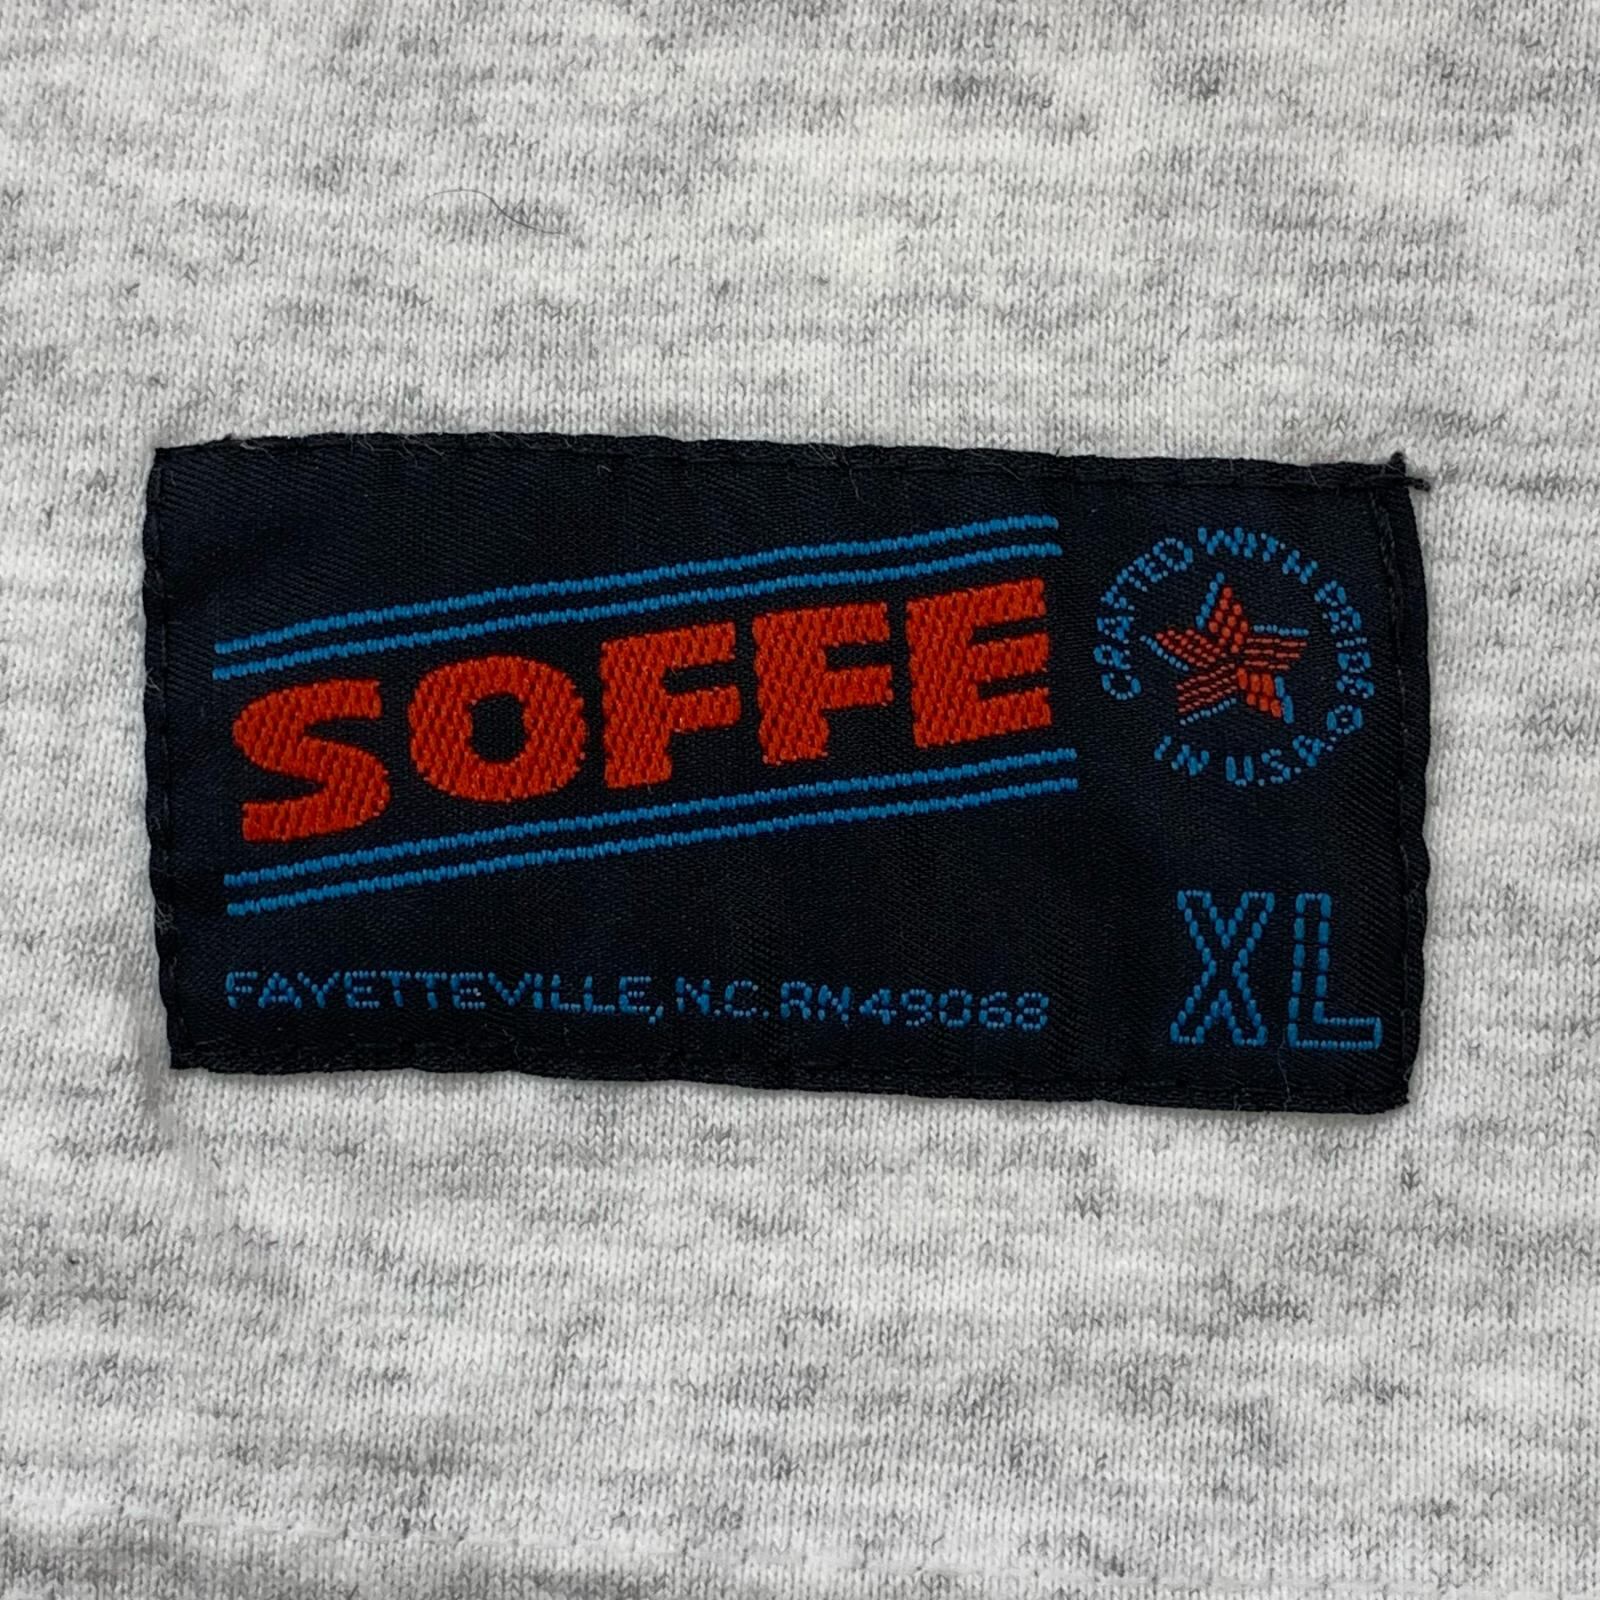 SOFFE
CRAFTED WITH PRIDE
IN U.S.A.
FAYETTEVILLE, N.C. RN49068
XL